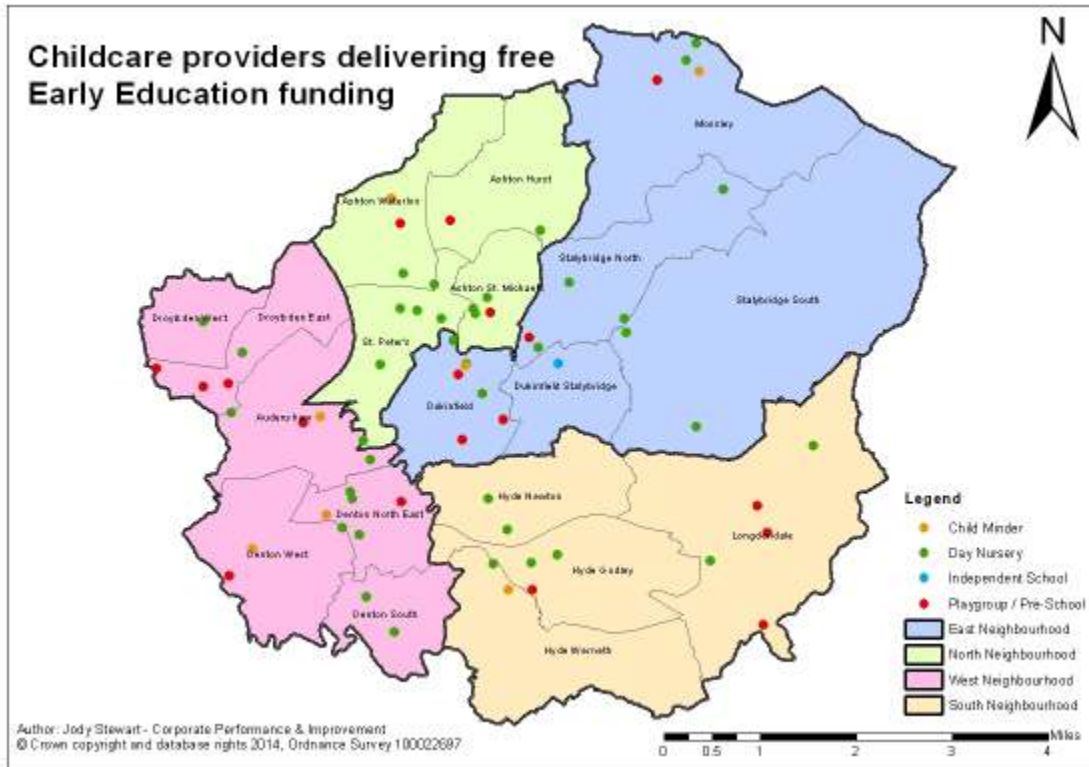 Childcare providers delivering free
Early Education funding
N
Mossley
Ashton Hurst
Ashton Waterloo
Stalybridge North
Ashton St. Michaels
Stalybridge South
Droylsden West
Droylsden East
St. Peter's
Dukinfield Stalybridge
Dukinfield
Audenshaw
Hyde Newton
Denton North East
Longdendale
Denton West
Hyde Godley
Denton South
Hyde Werneth
Legend
Child Minder
Day Nursery
Independent School
Playgroup / Pre-School
East Neighbourhood
North Neighbourhood
West Neighbourhood
South Neighbourhood
Author: Jody Stewart - Corporate Performance & Improvement
© Crown copyright and database rights 2014, Ordnance Survey 100022697
Miles
0 0.5 1 2 3 4